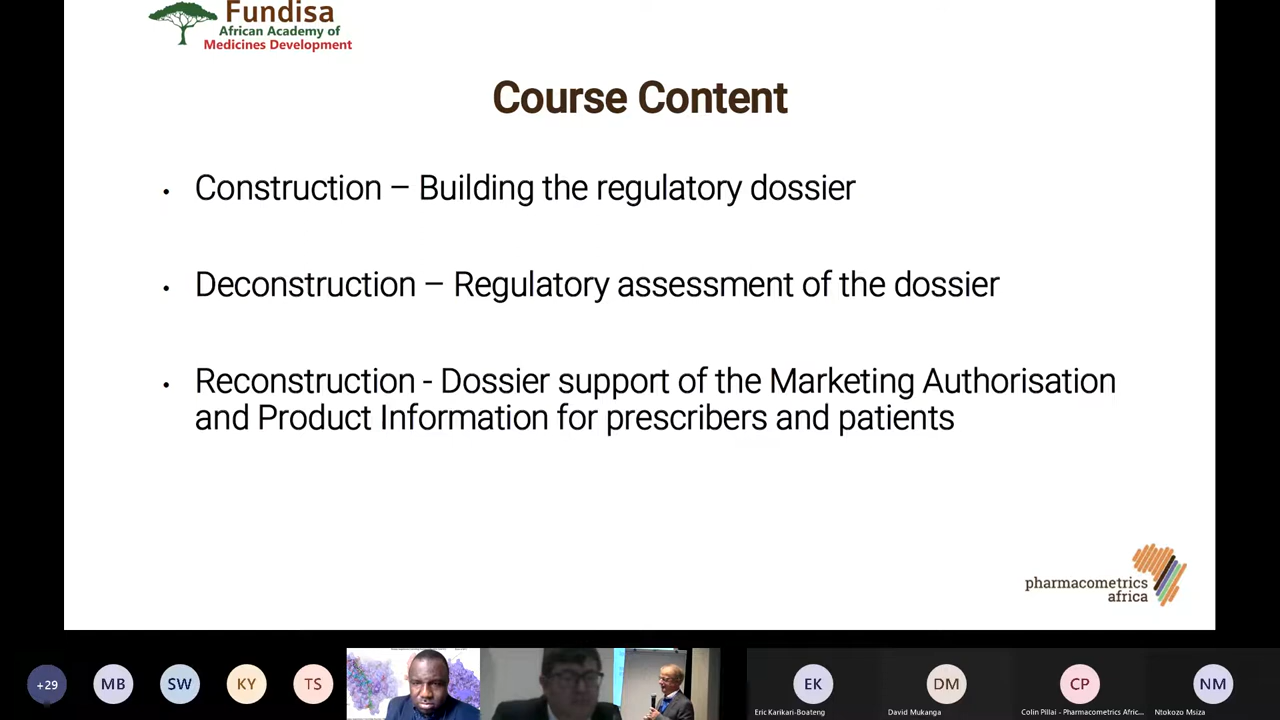 Fundisa
African Academy of
Medicines Development
Course Content
• Construction – Building the regulatory dossier
• Deconstruction – Regulatory assessment of the dossier
• Reconstruction - Dossier support of the Marketing Authorisation
and Product Information for prescribers and patients
pharmacometrics
africa
+29
MB
SW
KY
TS
EK
DM
CP
NM
Eric Karikari-Boateng
David Mukanga
Colin Pillai - Pharmacometrics Afric...
Ntokozo Msiza